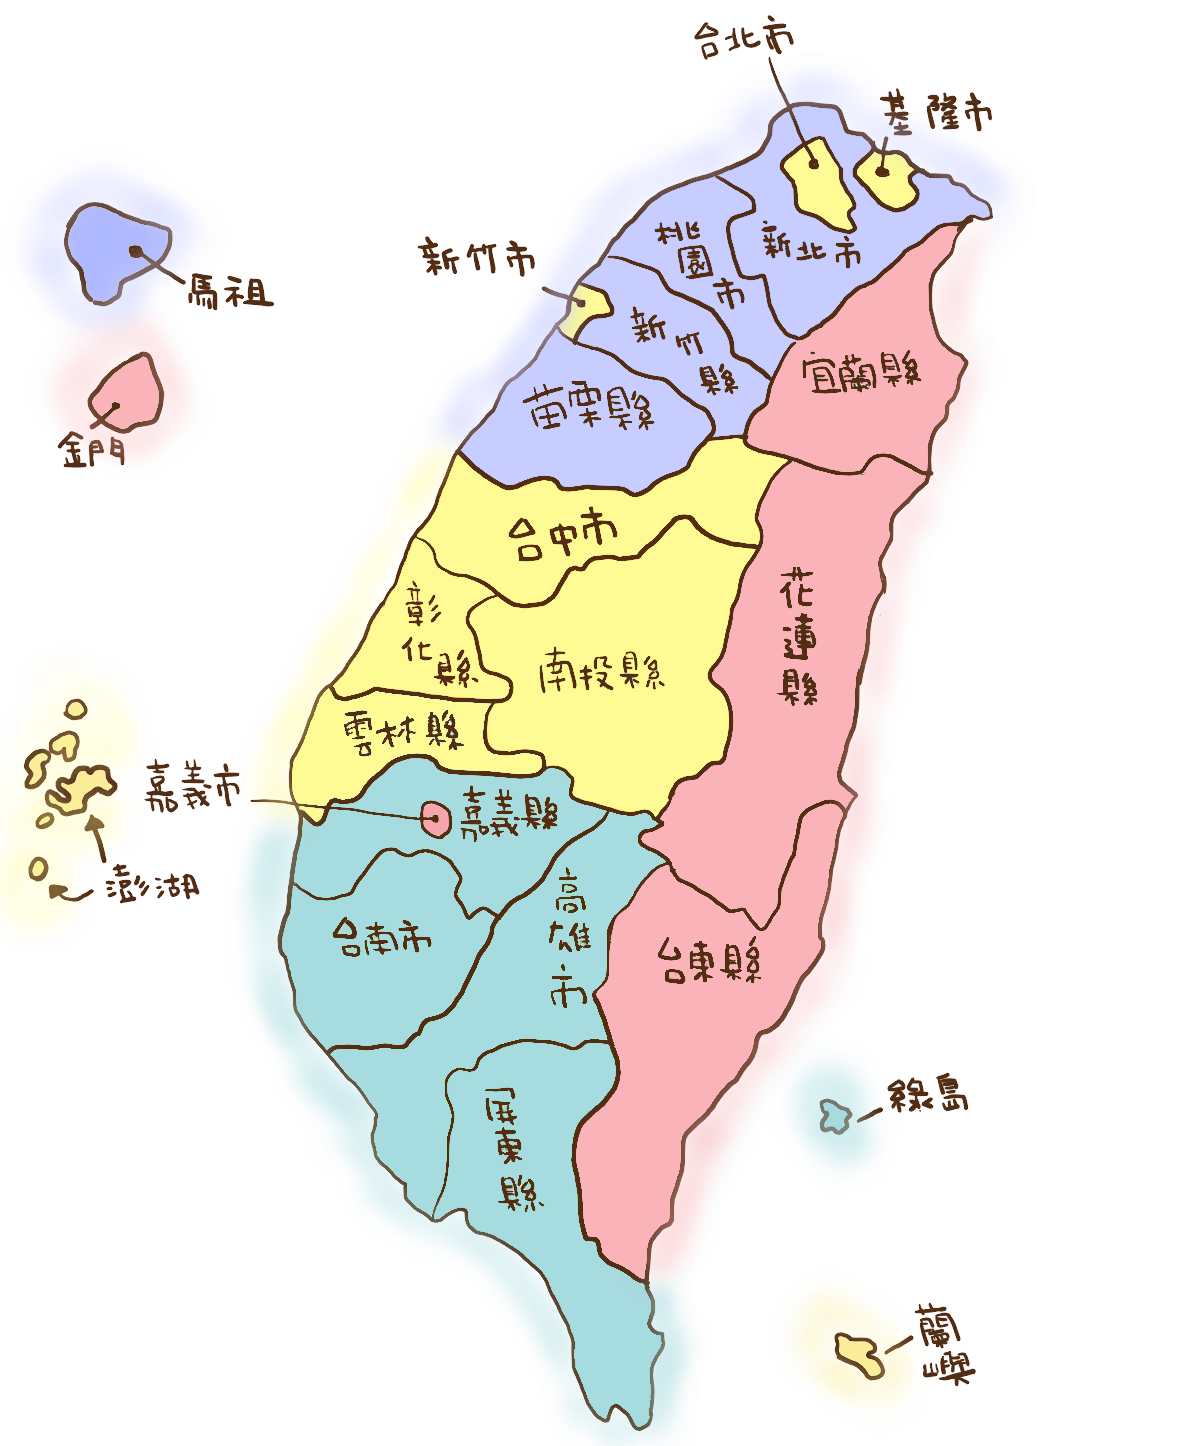 台北市
基隆市
新竹市
桃園市
新北市
馬祖
新竹縣
宜蘭縣
苗栗縣
金門
台中市
花蓮縣
彰化縣
南投縣
雲林縣
嘉義市
嘉義縣
澎湖
高雄市
台南市
台東縣
屏東縣
綠島
蘭嶼